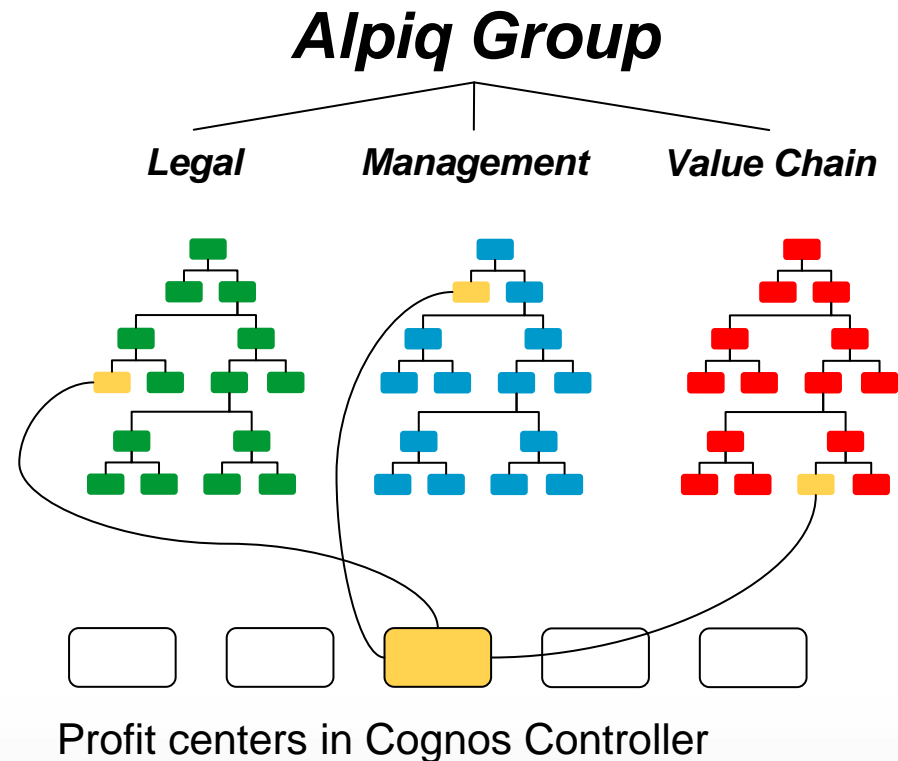 Alpiq Group
Legal
Management
Value Chain
Profit centers in Cognos Controller